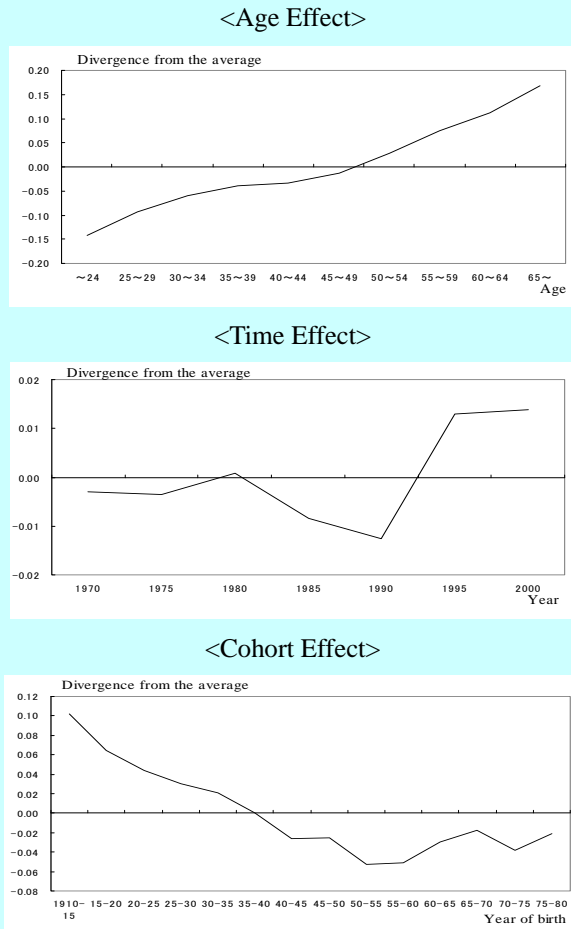 <Age Effect>
Divergence from the average
0.20
0.15
0.10
0.05
0.00
−0.05
−0.10
−0.15
−0.20
~24 25~29 30~34 35~39 40~44 45~49 50~54 55~59 60~64 65~
Age
<Time Effect>
Divergence from the average
0.02
0.01
0.00
−0.01
−0.02
1970 1975 1980 1985 1990 1995 2000
Year
<Cohort Effect>
Divergence from the average
0.12
0.10
0.08
0.06
0.04
0.02
0.00
−0.02
−0.04
−0.06
−0.08
1910-15 15-20 20-25 25-30 30-35 35-40 40-45 45-50 50-55 55-60 60-65 65-70 70-75 75-80
Year of birth